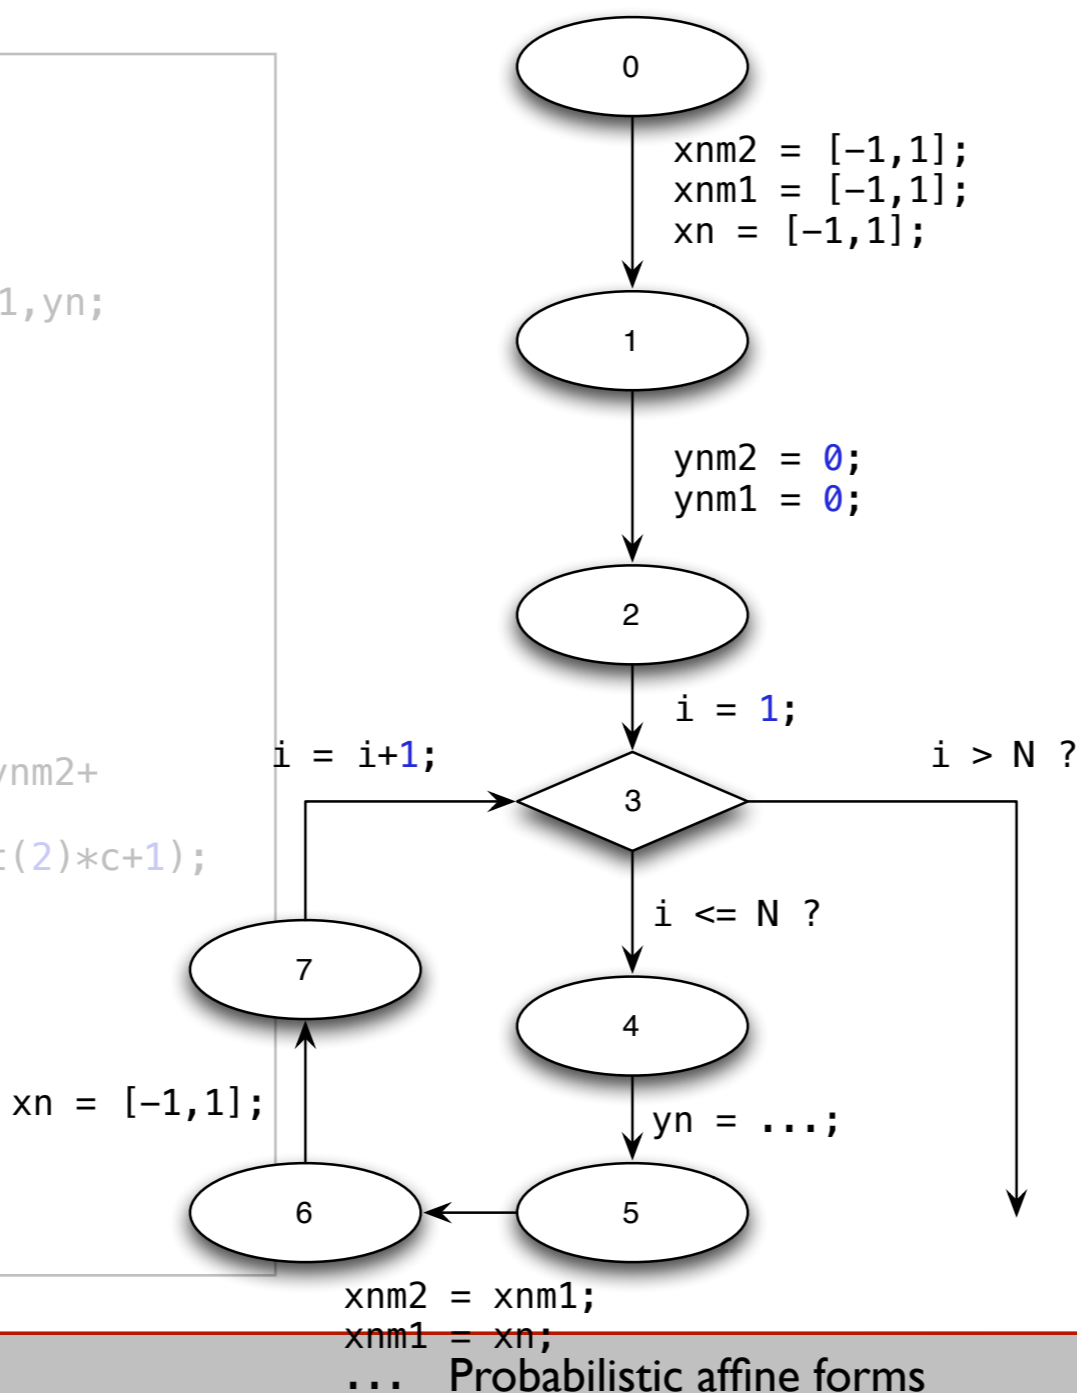 0
xnm2 = [-1,1];
xnm1 = [-1,1];
xn = [-1,1];
1,yn;
1
ynm2 = 0;
ynm1 = 0;
2
i = 1;
i = i+1;
i > N ?
ynm2+
3
(2)*c+1);
i <= N ?
7
4
xn = [-1,1];
yn = ...;
6
5
xnm2 = xnm1;
xnm1 = xn;
...
Probabilistic affine forms